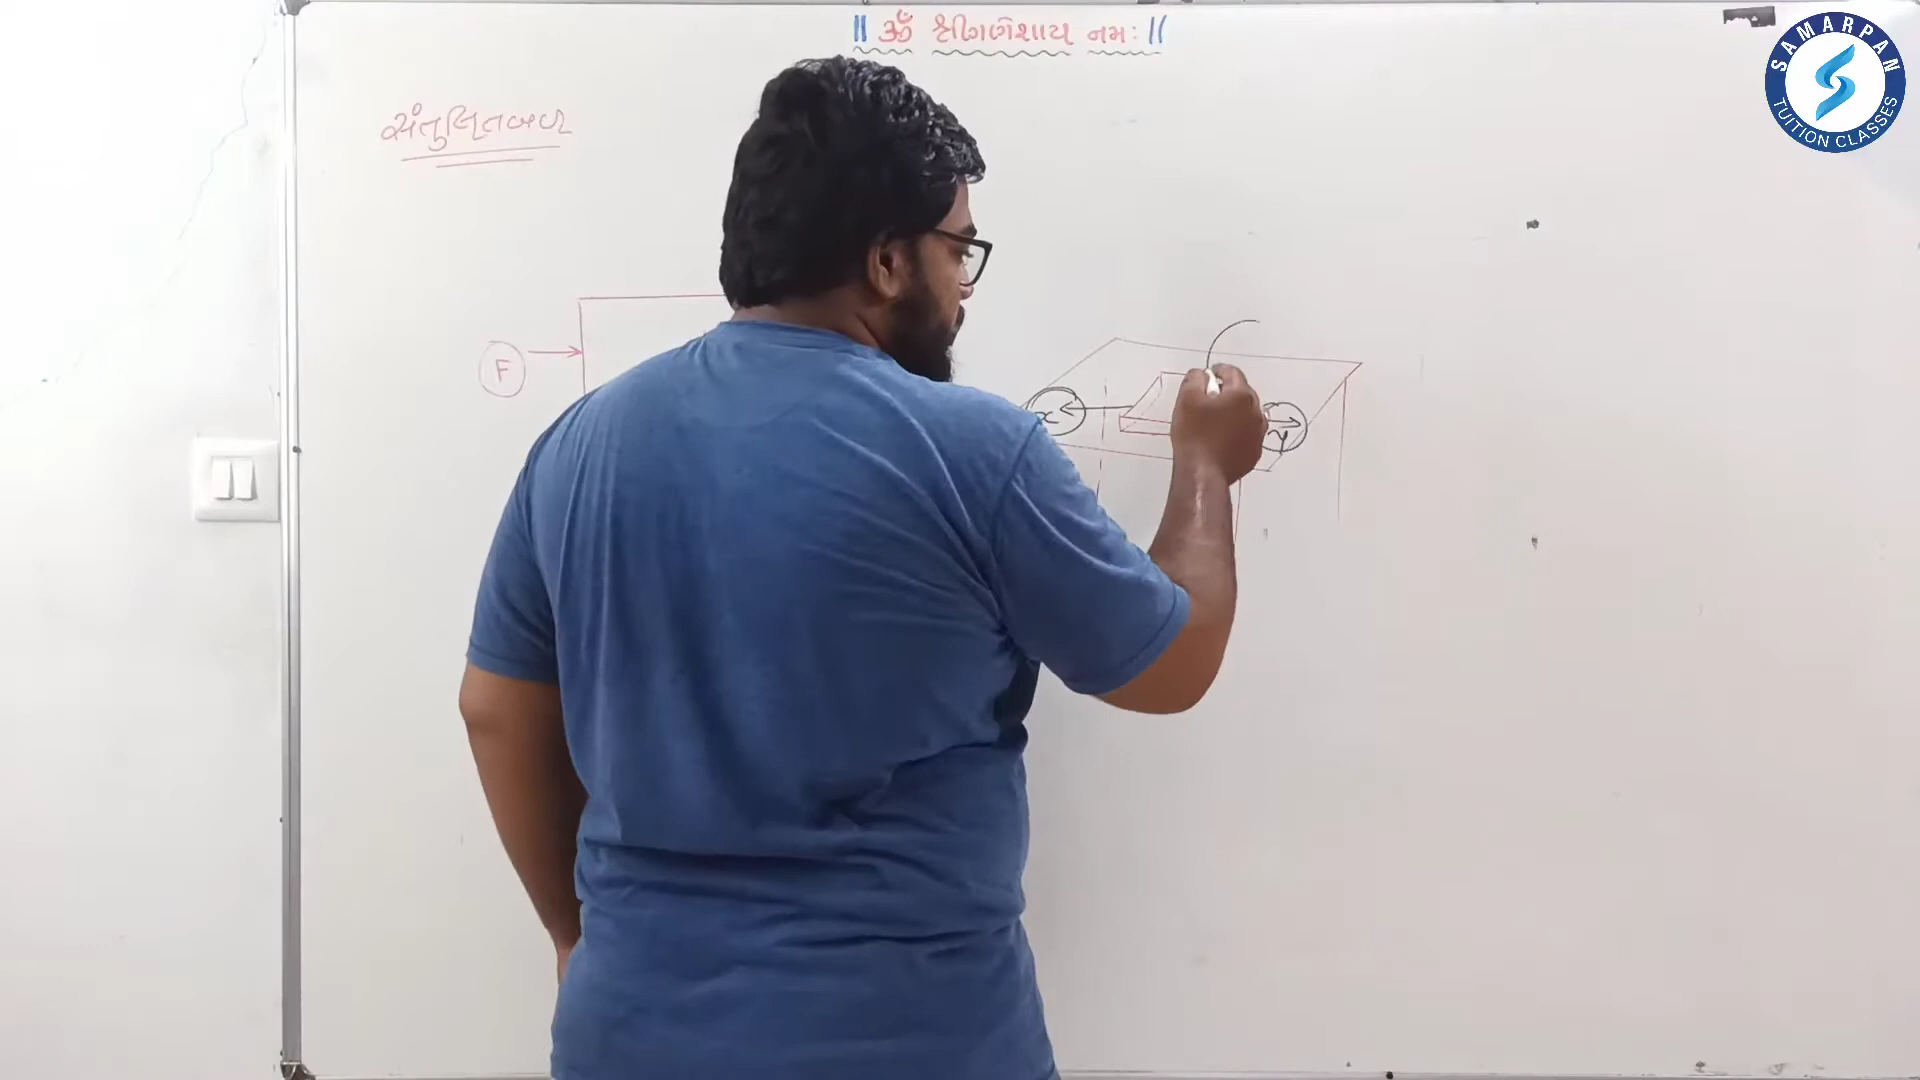 ॥ ૐ શ્રી ગણેશાય નમઃ ॥
SAMARPAN
TUITION CLASSES
સંતુલિતબળ
F
x
y